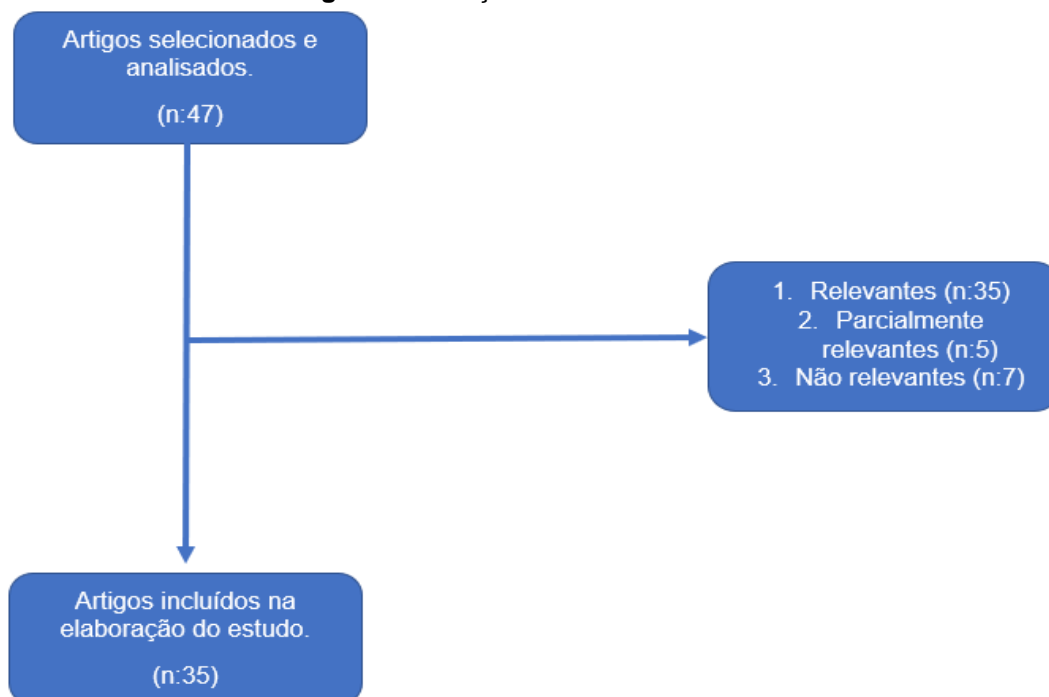 Artigos selecionados e
analisados.
(n:47)
1. Relevantes (n:35)
2. Parcialmente
relevantes (n:5)
3. Não relevantes (n:7)
Artigos incluídos na
elaboração do estudo.
(n:35)